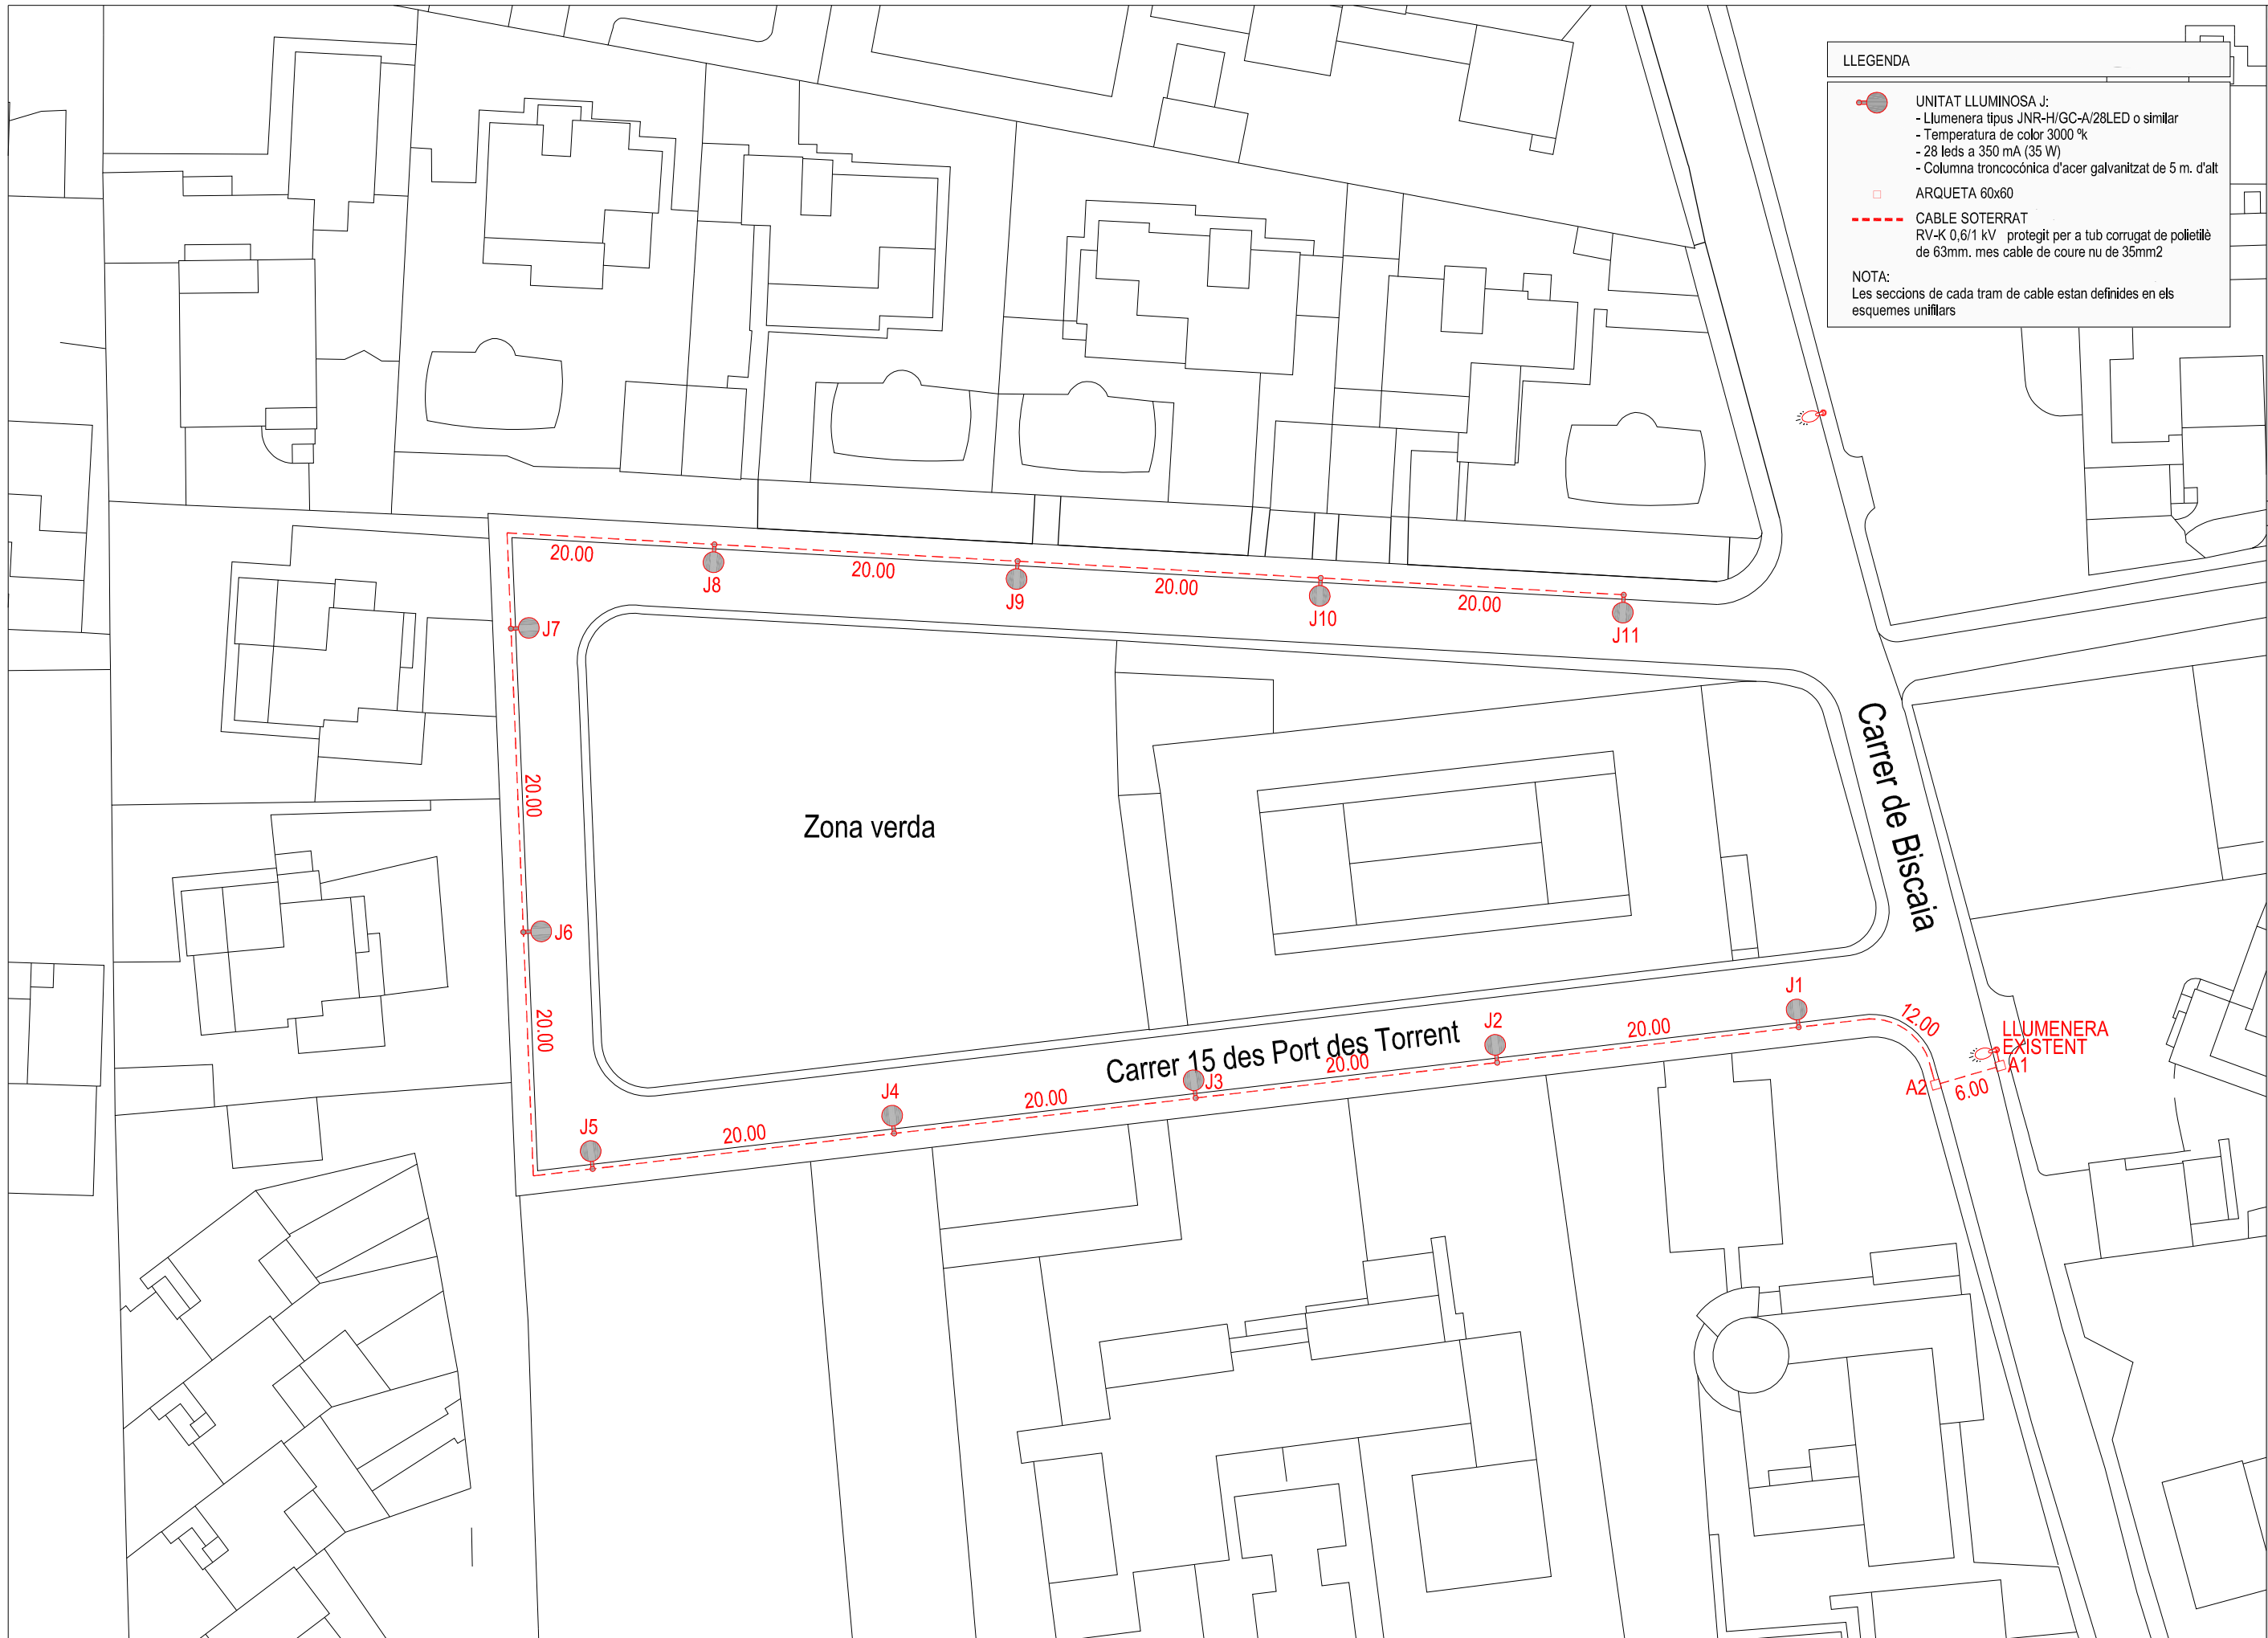 LLEGENDA
UNITAT LLUMINOSA J:
- Llumenera tipus JNR-H/GC-A/28LED o similar
- Temperatura de color 3000 ºk
- 28 leds a 350 mA (35 W)
- Columna troncocónica d'acer galvanitzat de 5 m. d'alt
ARQUETA 60x60
CABLE SOTERRAT
RV-K 0,6/1 kV protegit per a tub corrugat de polietilè
de 63mm. mes cable de coure nu de 35mm2
NOTA:
Les seccions de cada tram de cable estan definides en els
esquemes unifilars
20.00
J8
20.00
J9
20.00
J10
20.00
J11
J7
20.00
Zona verda
Carrer de Biscaia
J6
20.00
J1
12.00
LLUMENERA
EXISTENT
A1
A2
6.00
J2
20.00
Carrer 15 des Port des Torrent
20.00
J3
J4
20.00
J5
20.00